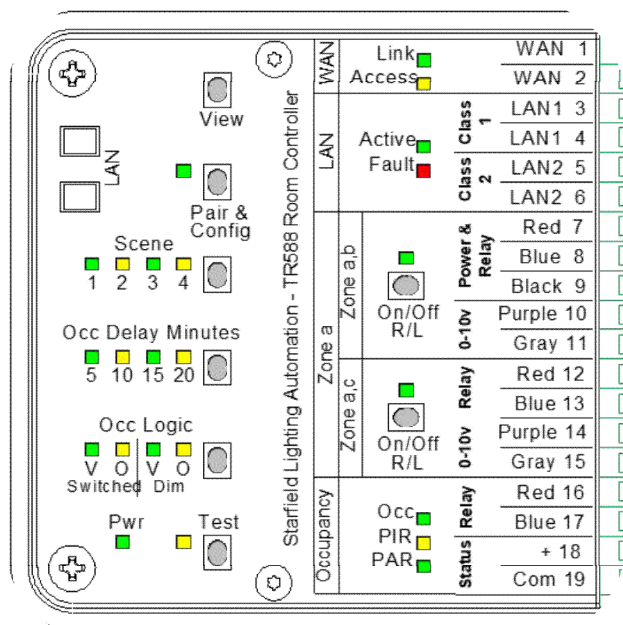 View
LAN
Pair &
Config
Scene
1 2 3 4
Occ Delay Minutes
5 10 15 20
Occ Logic
V O V O
Switched Dim
Pwr Test
Starfield Lighting Automation - TR588 Room Controller
WAN
Link
Access
WAN 1
WAN 2
LAN
Active
Fault
Class
1
Class
2
LAN1 3
LAN1 4
LAN2 5
LAN2 6
Zone a
Zone a,b
On/Off
R/L
Power &
Relay
0-10v
Red 7
Blue 8
Black 9
Purple 10
Gray 11
Zone a,c
On/Off
R/L
Relay
0-10v
Red 12
Blue 13
Purple 14
Gray 15
Occupancy
Occ
PIR
PAR
Relay
Status
Red 16
Blue 17
+ 18
Com 19